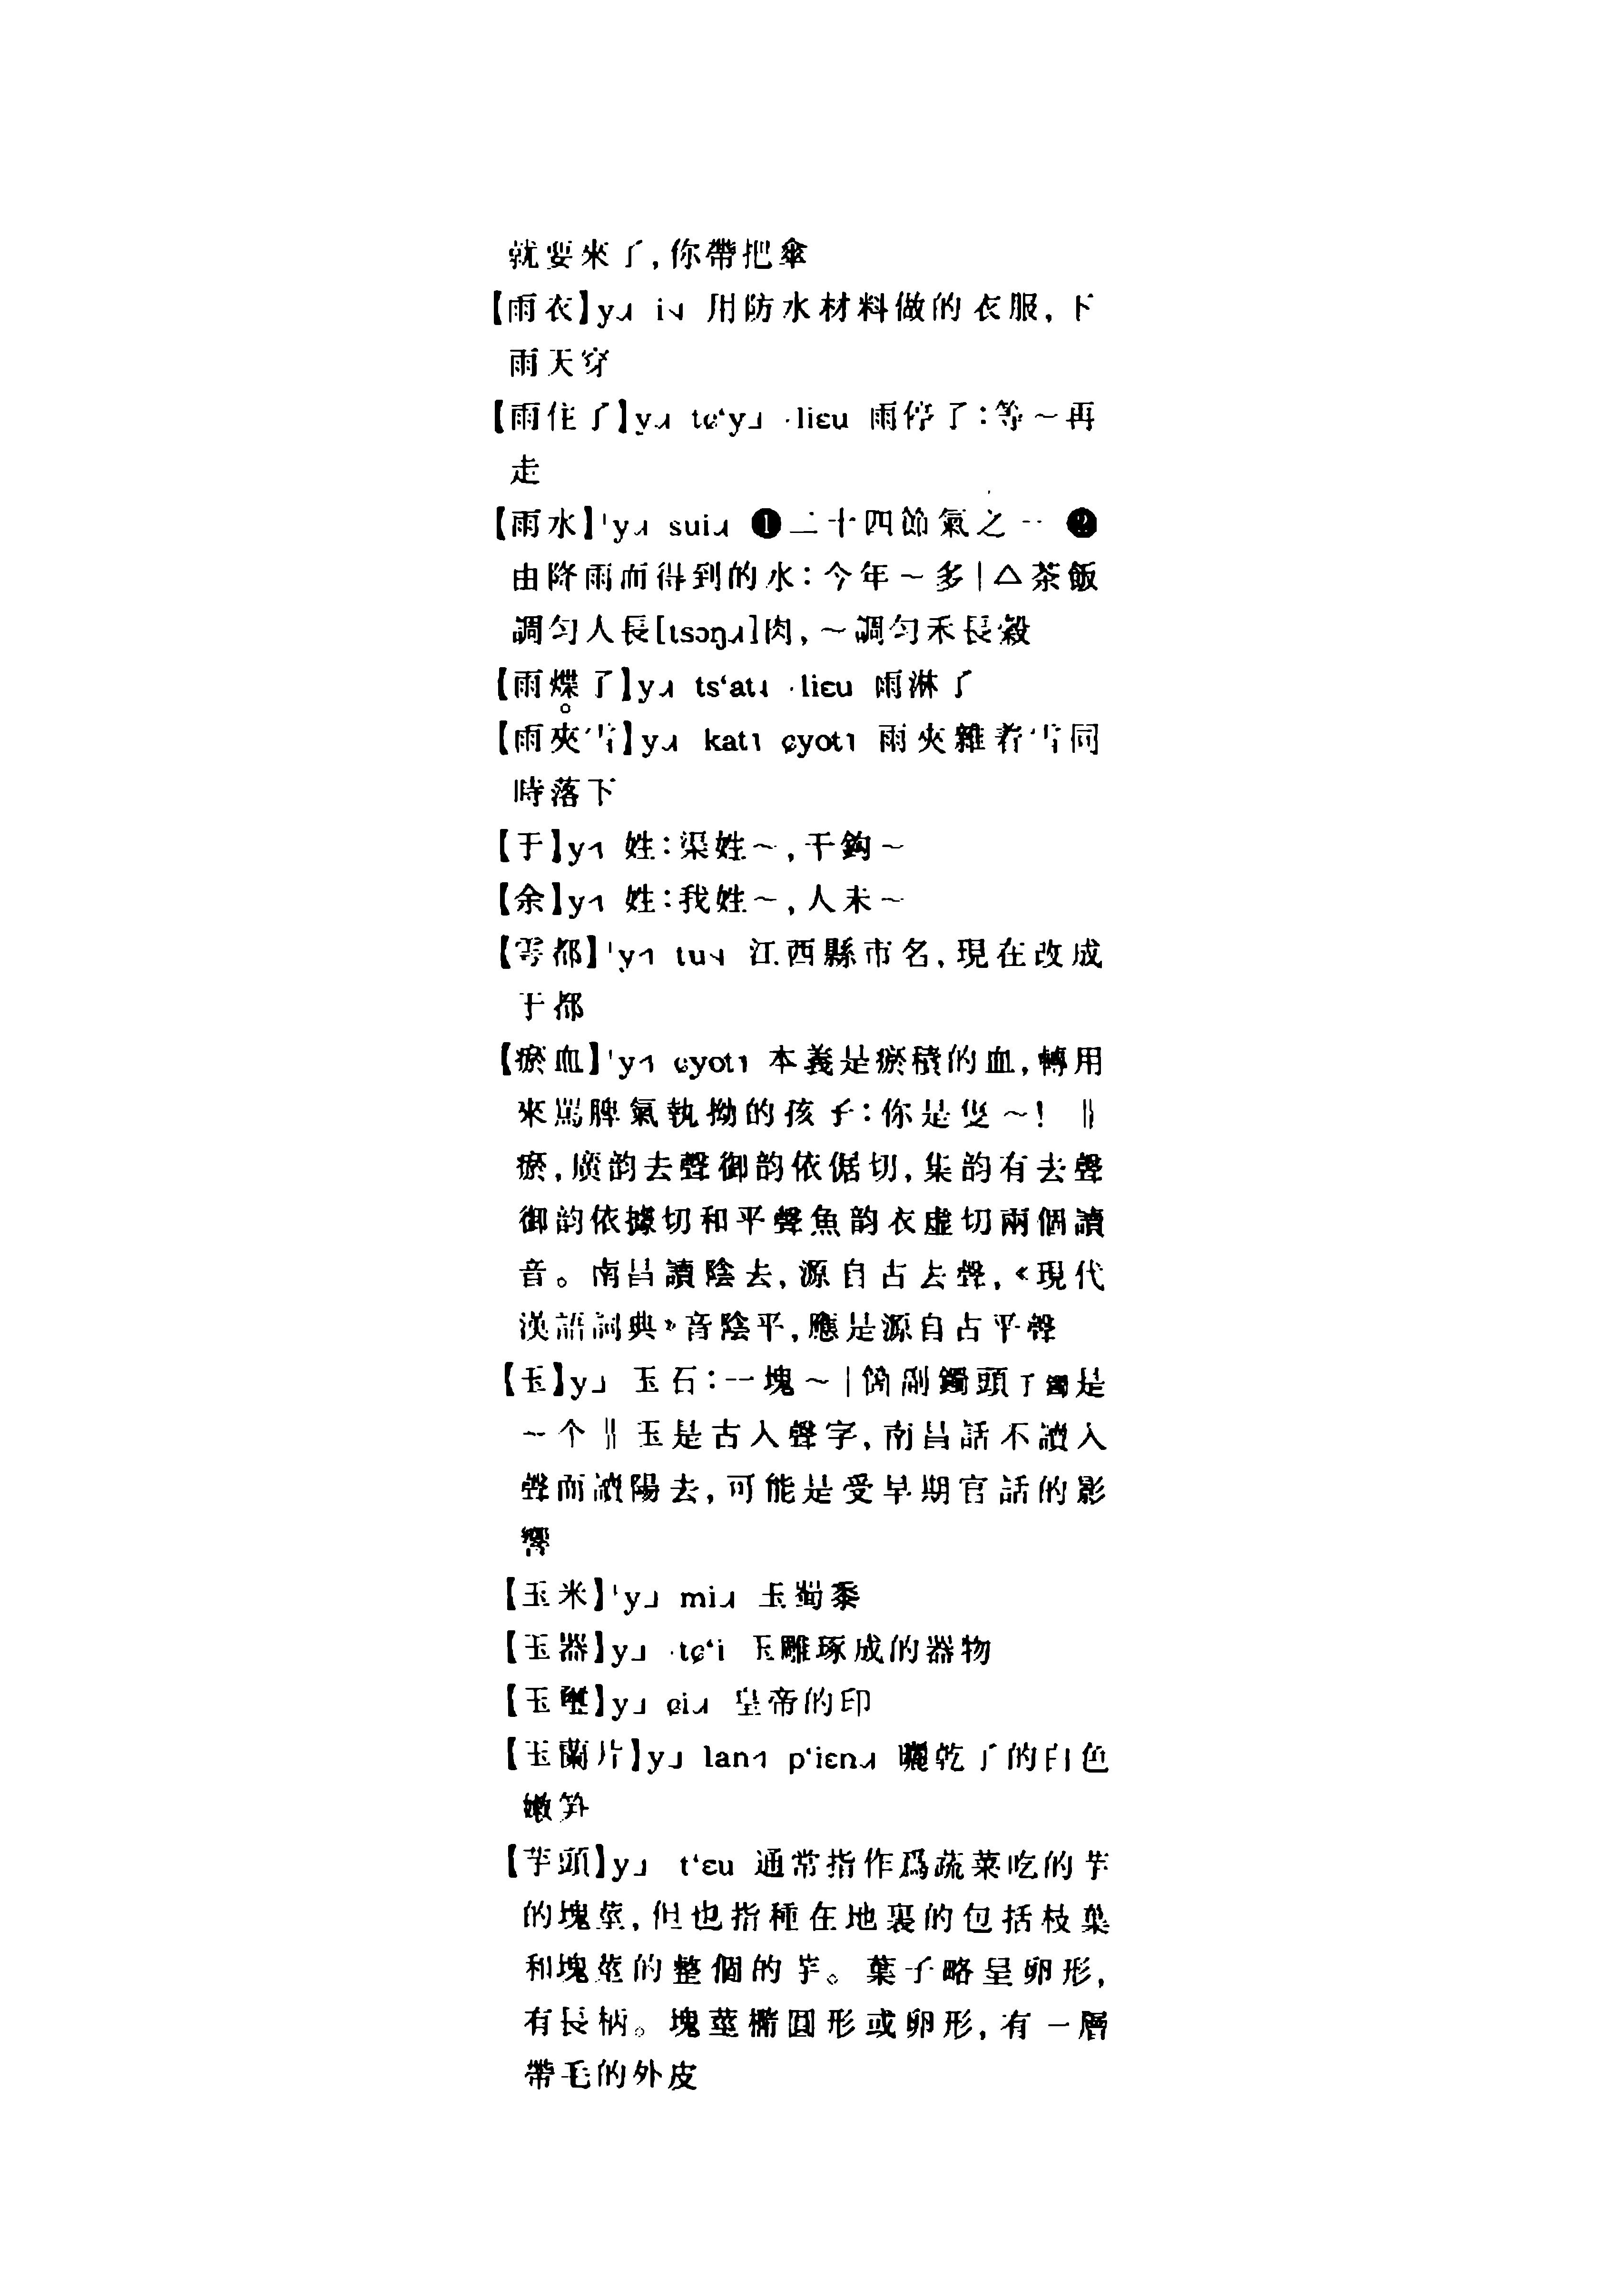 就要來了,你帶把傘
【雨衣】y˩˧ i˦˨ 用防水材料做的衣服,下
雨天穿
【雨住了】y˩˧ tɕʻy˩ ·liɛu 雨停了:等～再
走
【雨水】ˈy˩˧ sui˩˧ ❶二十四節氣之一 ❷
由降雨而得到的水:今年～多|△茶飯
調匀人長[tsɔŋ˩˧]肉,～調匀禾長穀
【雨煠了】y˩˧ tsʻat˩ ·liɛu 雨淋了
【雨夾雪】y˩˧ kat˥ ɕyot˥ 雨夾雜着雪同
時落下
【于】y˧˥ 姓:渠姓～,干鈎～
【余】y˧˥ 姓:我姓～,人未～
【雩都】ˈy˧˥ tu˦˨ 江西縣市名,現在改成
于都
【瘀血】ˈy˧˥ ɕyot˥ 本義是瘀積的血,轉用
來駡脾氣執拗的孩子:你是隻～! ‖
瘀,廣韵去聲御韵依倨切,集韵有去聲
御韵依據切和平聲魚韵衣虛切兩個讀
音。南昌讀陰去,源自古去聲,《現代
漢語詞典》音陰平,應是源自古平聲
【玉】y˩ 玉石:一塊～|箇副鐲頭子都是
～个 ‖ 玉是古入聲字,南昌話不讀入
聲而讀陽去,可能是受早期官話的影
響
【玉米】ˈy˩ mi˩˧ 玉蜀黍
【玉器】y˩ ·tɕʻi 玉雕琢成的器物
【玉璽】y˩ ɕi˩˧ 皇帝的印
【玉蘭片】y˩ lan˧˥ pʻiɛn˩˧ 曬乾了的白色
嫩笋
【芋頭】y˩ tʻɛu 通常指作爲蔬菜吃的芋
的塊莖,但也指種在地裏的包括枝葉
和塊莖的整個的芋。葉子略呈卵形,
有長柄。塊莖橢圓形或卵形,有一層
帶毛的外皮